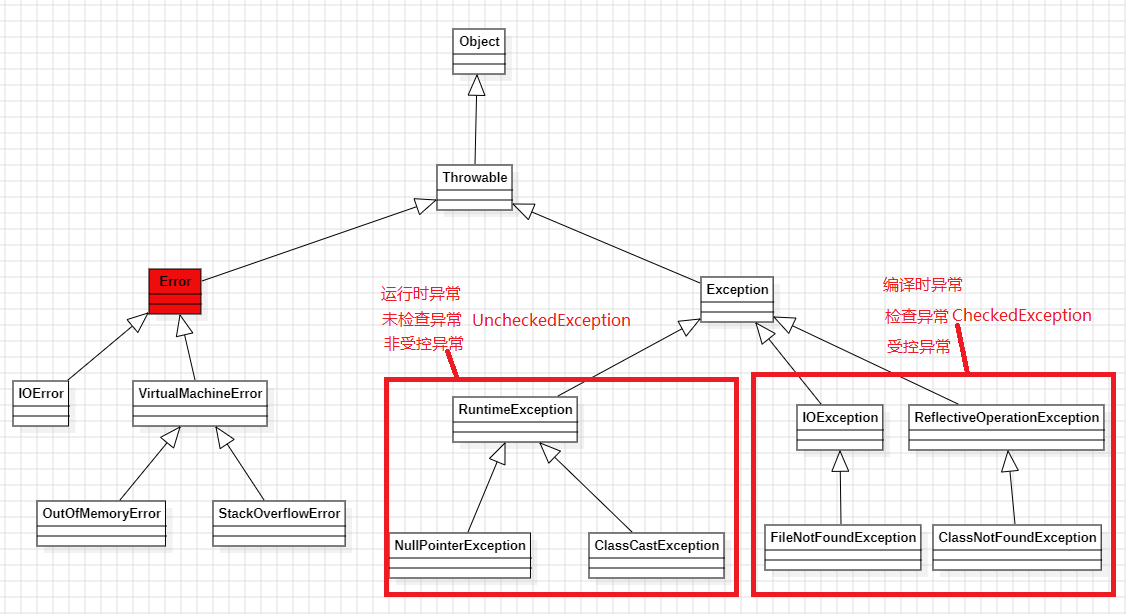 Object
Throwable
Error
Exception
运行时异常
未检查异常 UncheckedException
非受控异常
编译时异常
检查异常 CheckedException
受控异常
IOError
VirtualMachineError
RuntimeException
IOException
ReflectiveOperationException
OutOfMemoryError
StackOverflowError
NullPointerException
ClassCastException
FileNotFoundException
ClassNotFoundException